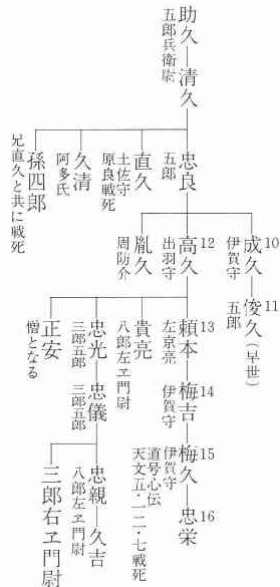 助久―清久
五郎兵衛尉
忠良
五郎
直久
土佐守
原良戦死
久清
阿多氏
孫四郎
兄直久と共に戦死
10
成久―俊久(早世)
伊賀守
11
五郎
12
高久
出羽守
胤久
周防介
13
頼本―梅吉―梅久―忠栄
左京亮
14
伊賀守
15
伊賀守
道号心伝
天文五・一二・七戦死
16
貴亮
八郎左ヱ門尉
忠光―忠儀
三郎五郎
三郎五郎
正安
僧となる
忠親―久吉
八郎左ヱ門尉
三郎右ヱ門尉